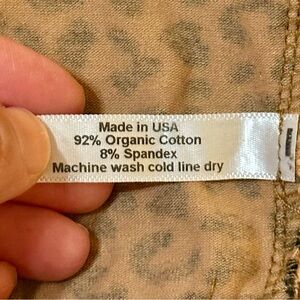 Made in USA
92% Organic Cotton
8% Spandex
Machine wash cold line dry